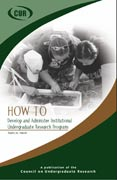 CUR
HOW TO
Develop and Administer Institutional
Undergraduate Research Programs
A publication of the
Council on Undergraduate Research